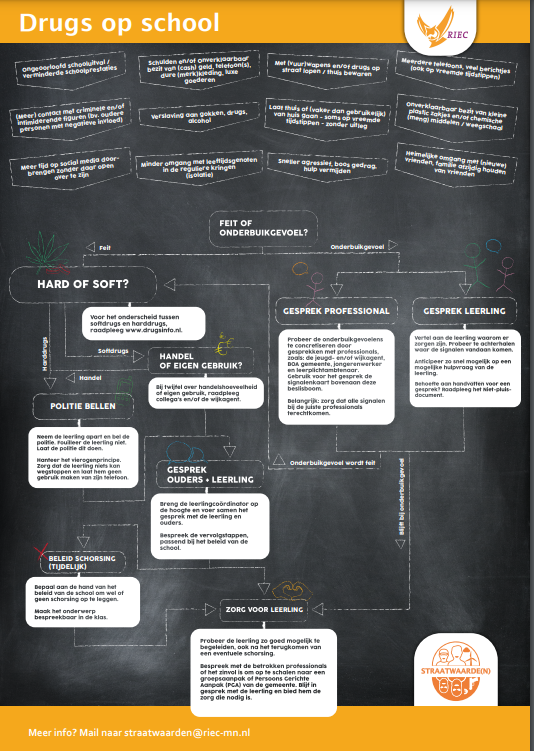 Drugs op school
RIEC
Ongeoorloofd schooluitval /
verminderde schoolprestaties
Schulden en/of onverklaarbaar
bezit van (cash) geld, telefoon(s),
dure (merk)kleding, luxe
goederen
Met (vuur)wapens en/of drugs op
straat lopen / thuis bewaren
Meerdere telefoons, veel berichtjes
(ook op vreemde tijdstippen)
(Meer) contact met criminele en/of
intimiderende figuren (bv. oudere
personen met negatieve invloed)
Verslaving aan gokken, drugs,
alcohol
Laat thuis of (vaker dan gebruikelijk)
van huis gaan - soms op vreemde
tijdstippen - zonder uitleg
Onverklaarbaar bezit van kleine
plastic zakjes en/of chemische
(meng) middelen / weegschaal
Meer tijd op social media door-
brengen zonder daar open
over te zijn
Minder omgang met leeftijdsgenoten
in de reguliere kringen
(isolatie)
Sneller agressief, boos gedrag,
hulp vermijden
Heimelijke omgang met (nieuwe)
vrienden, familie afzijdig houden
van vrienden
FEIT OF
ONDERBUIKGEVOEL?
Feit
Onderbuikgevoel
HARD OF SOFT?
Voor het onderscheid tussen
softdrugs en harddrugs,
raadpleeg www.drugsinfo.nl.
Harddrugs
Softdrugs
HANDEL
OF EIGEN GEBRUIK?
Bij twijfel over handelshoeveelheid
of eigen gebruik, raadpleeg
collega's en/of de wijkagent.
Handel
POLITIE BELLEN
Neem de leerling apart en bel de
politie. Fouilleer de leerling niet.
Laat de politie dit doen.
Hanteer het vierogenprincipe.
Zorg dat de leerling niets kan
wegstoppen en laat hem geen
gebruik maken van zijn telefoon.
GESPREK PROFESSIONAL
Probeer de onderbuikgevoelens
te concretiseren door
gesprekken met professionals,
zoals: de jeugd- en/of wijkagent,
BOA gemeente, jongerenwerker
en leerplichtambtenaar.
Gebruik voor het gesprek de
signalenkaart bovenaan deze
beslisboom.
Belangrijk: zorg dat alle signalen
bij de juiste professionals
terechtkomen.
GESPREK LEERLING
Vertel aan de leerling waarom er
zorgen zijn. Probeer te achterhalen
waar de signalen vandaan komen.
Anticipeer zo snel mogelijk op een
mogelijke hulpvraag van de
leerling.
Behoefte aan handvatten voor een
gesprek? Raadpleeg het Niet-pluis-
document.
Onderbuikgevoel wordt feit
Blijft bij onderbuikgevoel
GESPREK
OUDERS + LEERLING
Breng de leerlingcoördinator op
de hoogte en voer samen het
gesprek met de leerling en
ouders.
Bespreek de vervolgstappen,
passend bij het beleid van de
school.
BELEID SCHORSING
(TIJDELIJK)
Bepaal aan de hand van het
beleid van de school om wel of
geen schorsing op te leggen.
Maak het onderwerp
bespreekbaar in de klas.
ZORG VOOR LEERLING
Probeer de leerling zo goed mogelijk te
begeleiden, ook na het terugkomen van
een eventuele schorsing.
Bespreek met de betrokken professionals
of het zinvol is om op te schalen naar een
groepsaanpak of Persoons Gerichte
Aanpak (PGA) van de gemeente. Blijf in
gesprek met de leerling en bied hem de
zorg die nodig is.
STRAATWAARDE(N)
Meer info? Mail naar straatwaarden@riec-mn.nl